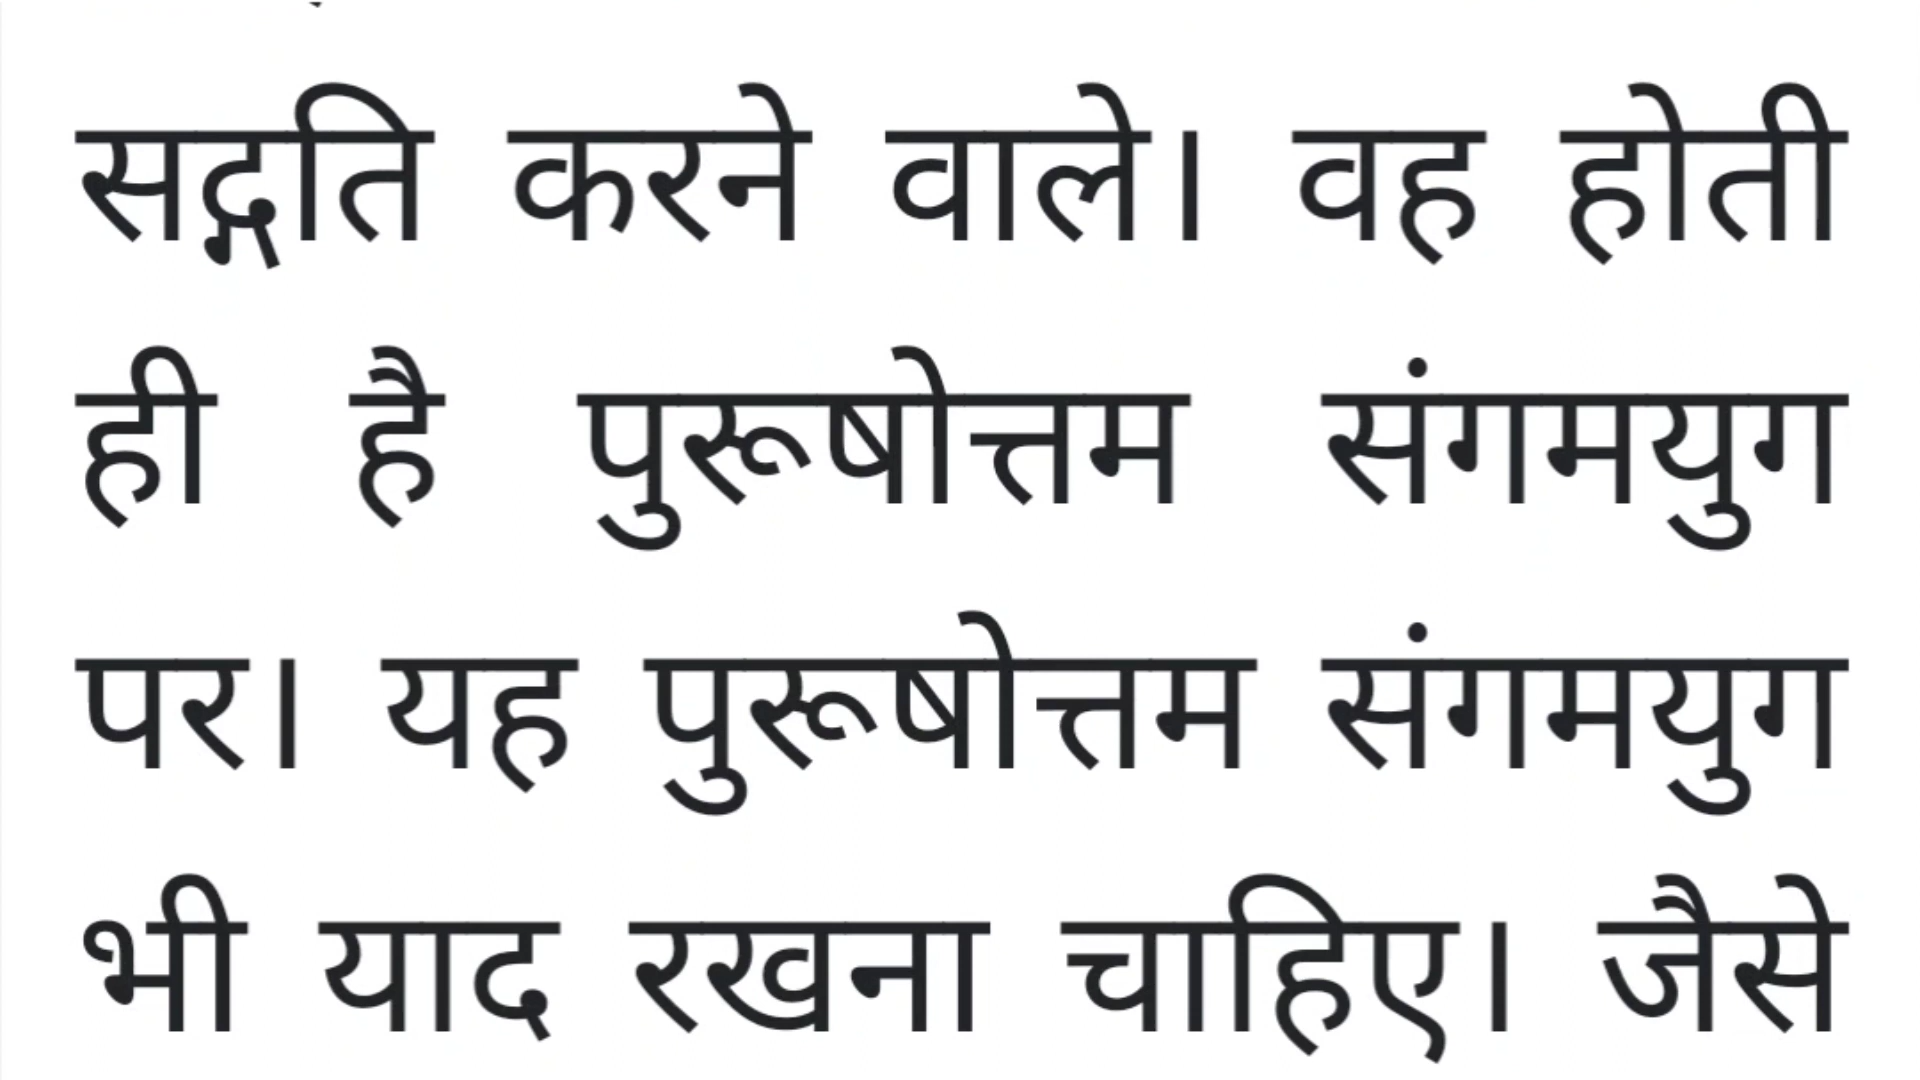 सद्गति करने वाले। वह होती
ही है पुरूषोत्तम संगमयुग
पर। यह पुरूषोत्तम संगमयुग
भी याद रखना चाहिए। जैसे